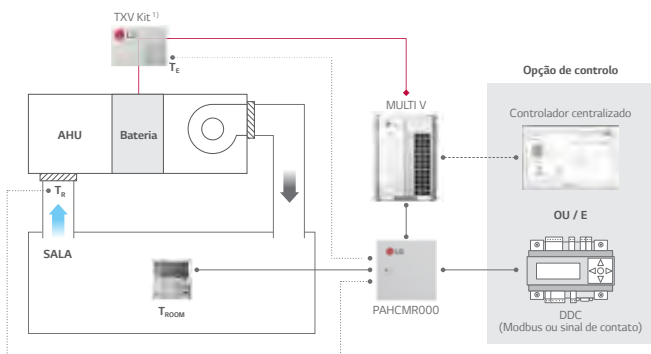 TXV Kit 1)
LG
TE
Opção de controlo
MULTI V
Controlador centralizado
AHU
Bateria
TR
OU / E
SALA
LG
TROOM
PAHCMR000
DDC
(Modbus ou sinal de contato)